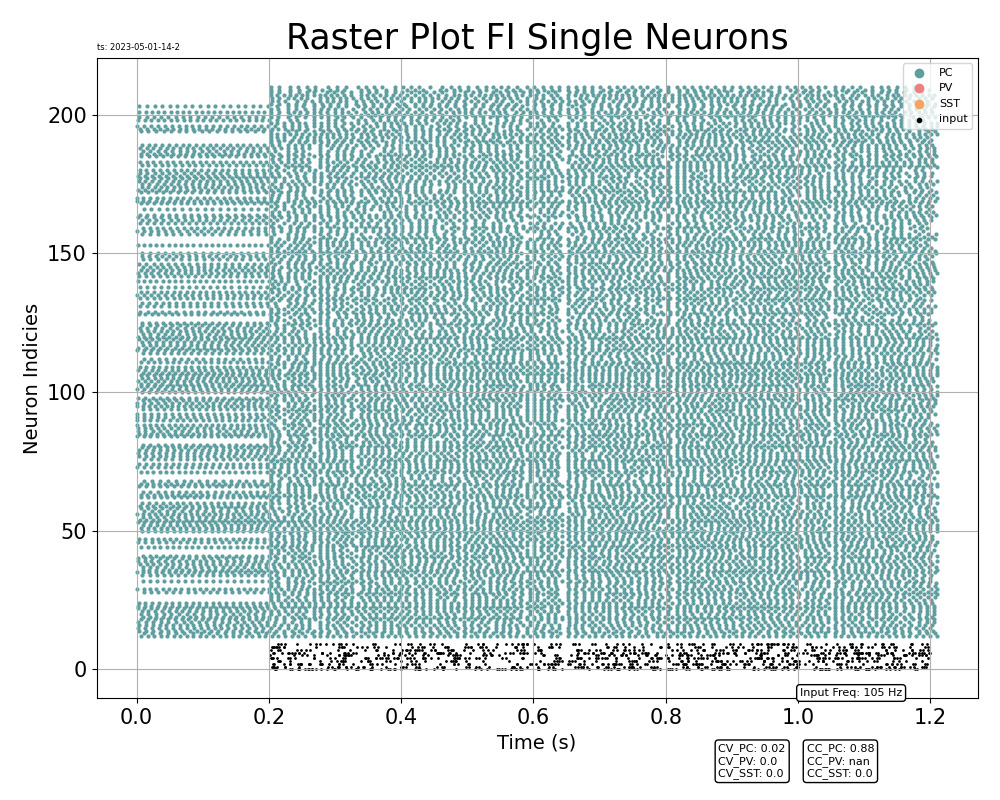 Raster Plot FI Single Neurons
ts: 2023-05-01-14-2
PC
PV
SST
input
200
150
100
50
0
Neuron Indicies
0.0 0.2 0.4 0.6 0.8 1.0 1.2
Time (s)
Input Freq: 105 Hz
CV_PC: 0.02
CV_PV: 0.0
CV_SST: 0.0
CC_PC: 0.88
CC_PV: nan
CC_SST: 0.0